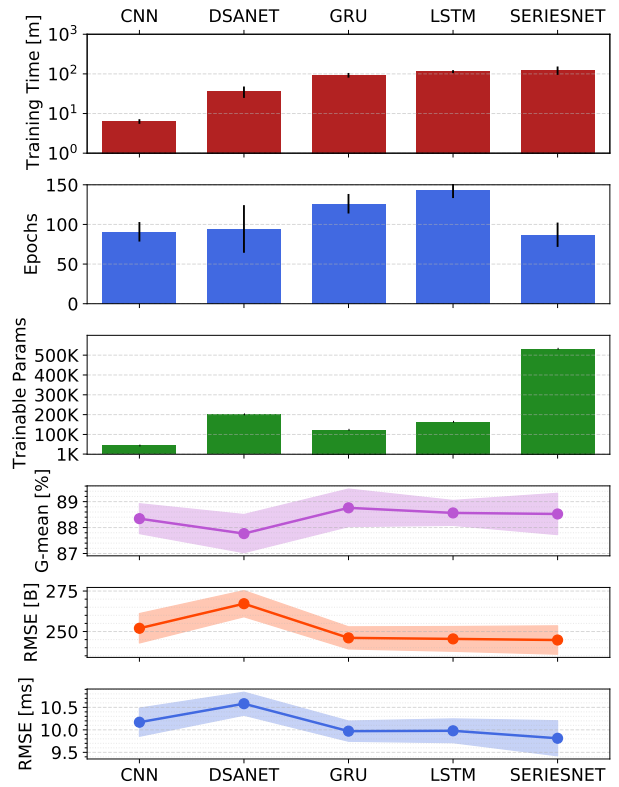 CNN DSANET GRU LSTM SERIESNET
Training Time [m]
10³
10²
10¹
10⁰
Epochs
150
100
50
0
Trainable Params
500K
400K
300K
200K
100K
1K
G-mean [%]
89
88
87
RMSE [B]
275
250
RMSE [ms]
10.5
10.0
9.5
CNN DSANET GRU LSTM SERIESNET